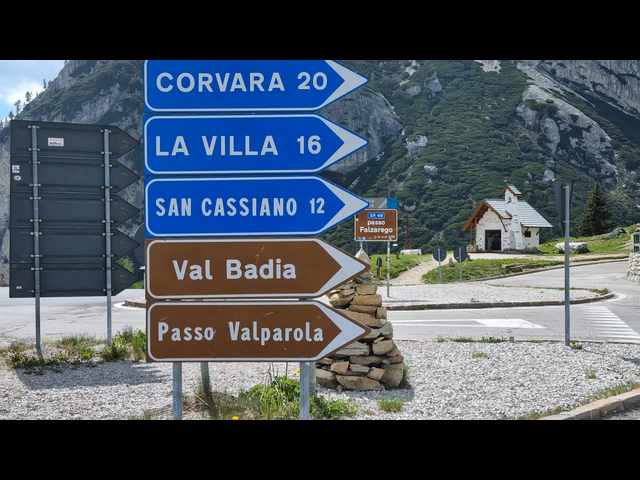 CORVARA 20
LA VILLA 16
SAN CASSIANO 12
Val Badia
Passo Valparola
SR 48
passo
Falzarego